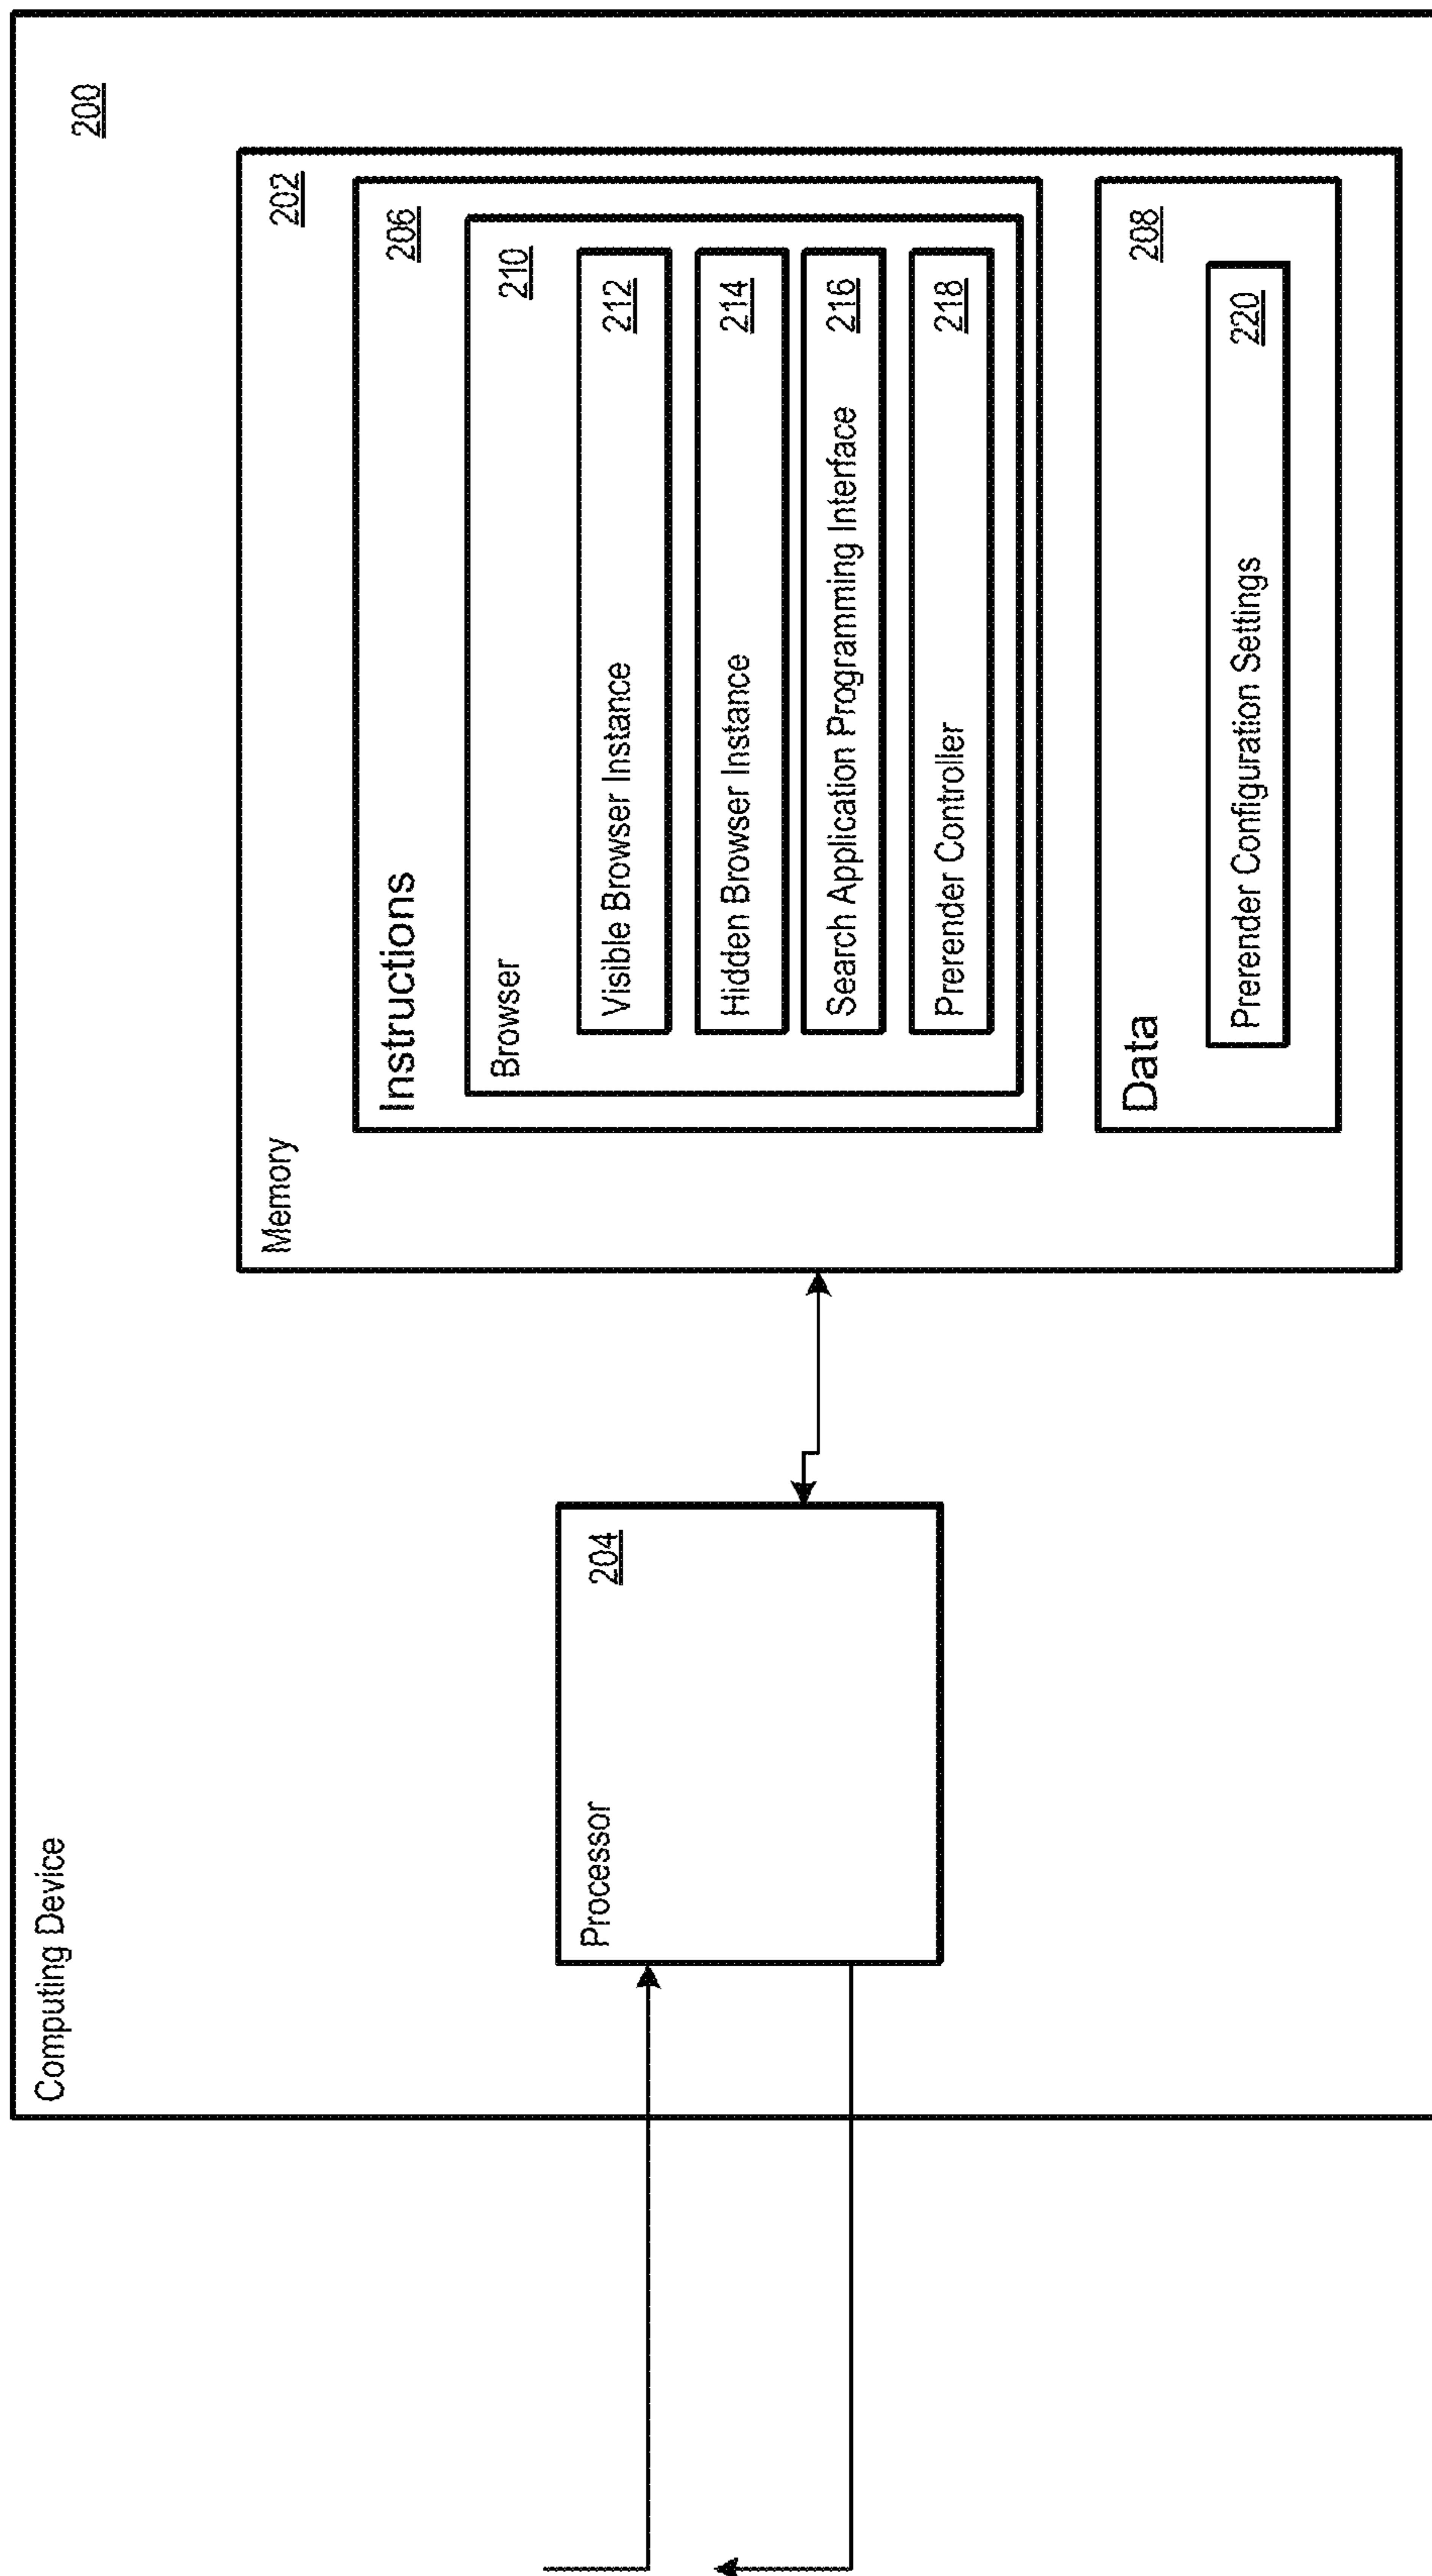 Computing Device 200
Memory 202
Instructions 206
Browser 210
Visible Browser Instance 212
Hidden Browser Instance 214
Search Application Programming Interface 216
Prerender Controller 218
Data 208
Prerender Configuration Settings 220
Processor 204